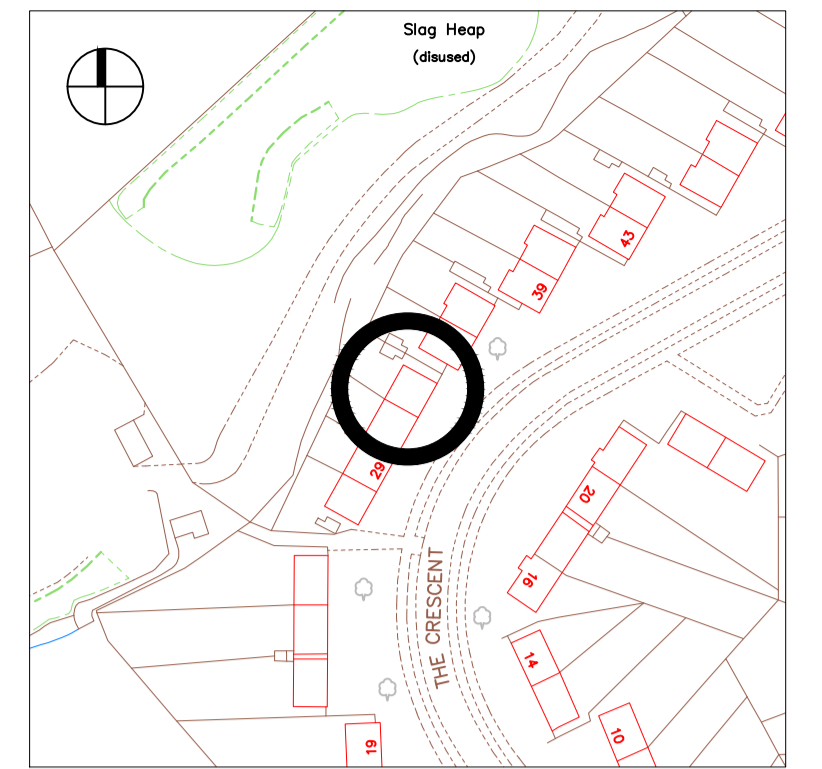 Slag Heap
(disused)
43
39
29
20
16
THE CRESCENT
14
10
19